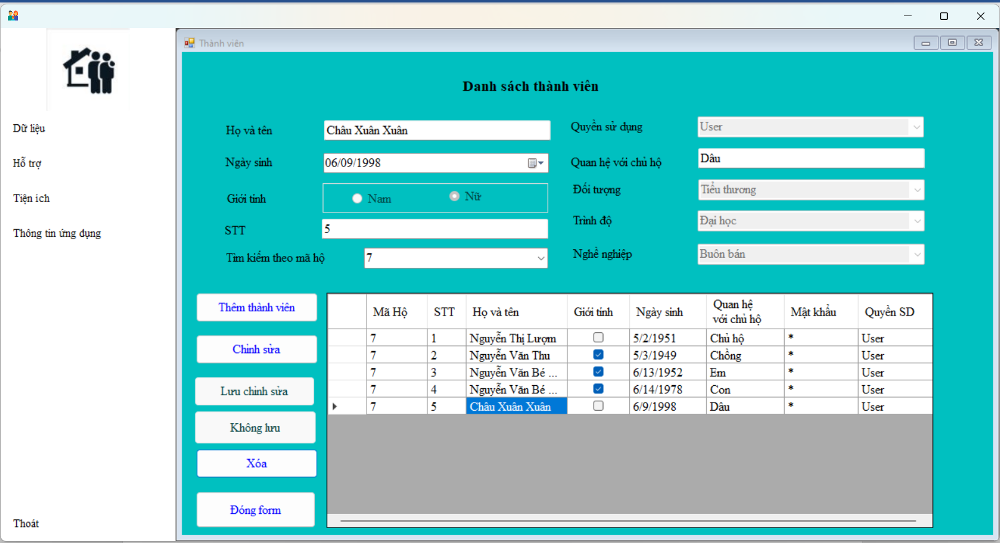 Thành viên
Danh sách thành viên
Dữ liệu
Hỗ trợ
Tiện ích
Thông tin ứng dụng
Thoát
Họ và tên Châu Xuân Xuân
Ngày sinh 06/09/1998
Giới tính Nam Nữ
STT 5
Tìm kiếm theo mã hộ 7
Quyền sử dụng User
Quan hệ với chủ hộ Dâu
Đối tượng Tiểu thương
Trình độ Đại học
Nghề nghiệp Buôn bán
Thêm thành viên
Chỉnh sửa
Lưu chỉnh sửa
Không lưu
Xóa
Đóng form
Mã Hộ STT Họ và tên Giới tính Ngày sinh Quan hệ với chủ hộ Mật khẩu Quyền SD
7 1 Nguyễn Thị Lượm 5/2/1951 Chủ hộ * User
7 2 Nguyễn Văn Thu 5/3/1949 Chồng * User
7 3 Nguyễn Văn Bé ... 6/13/1952 Em * User
7 4 Nguyễn Văn Bé ... 6/14/1978 Con * User
7 5 Châu Xuân Xuân 6/9/1998 Dâu * User